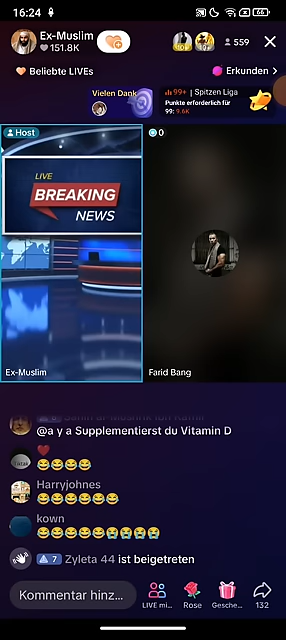 16:24
66
Ex-Muslim
151.8K
559
Beliebte LIVEs
Erkunden
Vielen Dank
99+ | Spitzen Liga
Punkte erforderlich für
99: 9.6K
Host
0
LIVE
BREAKING
NEWS
Ex-Muslim
Farid Bang
@a y a Supplementierst du Vitamin D
Harryjohnes
kown
7 Zyleta 44 ist beigetreten
Kommentar hinz...
LIVE mi...
Rose
Gesche...
132